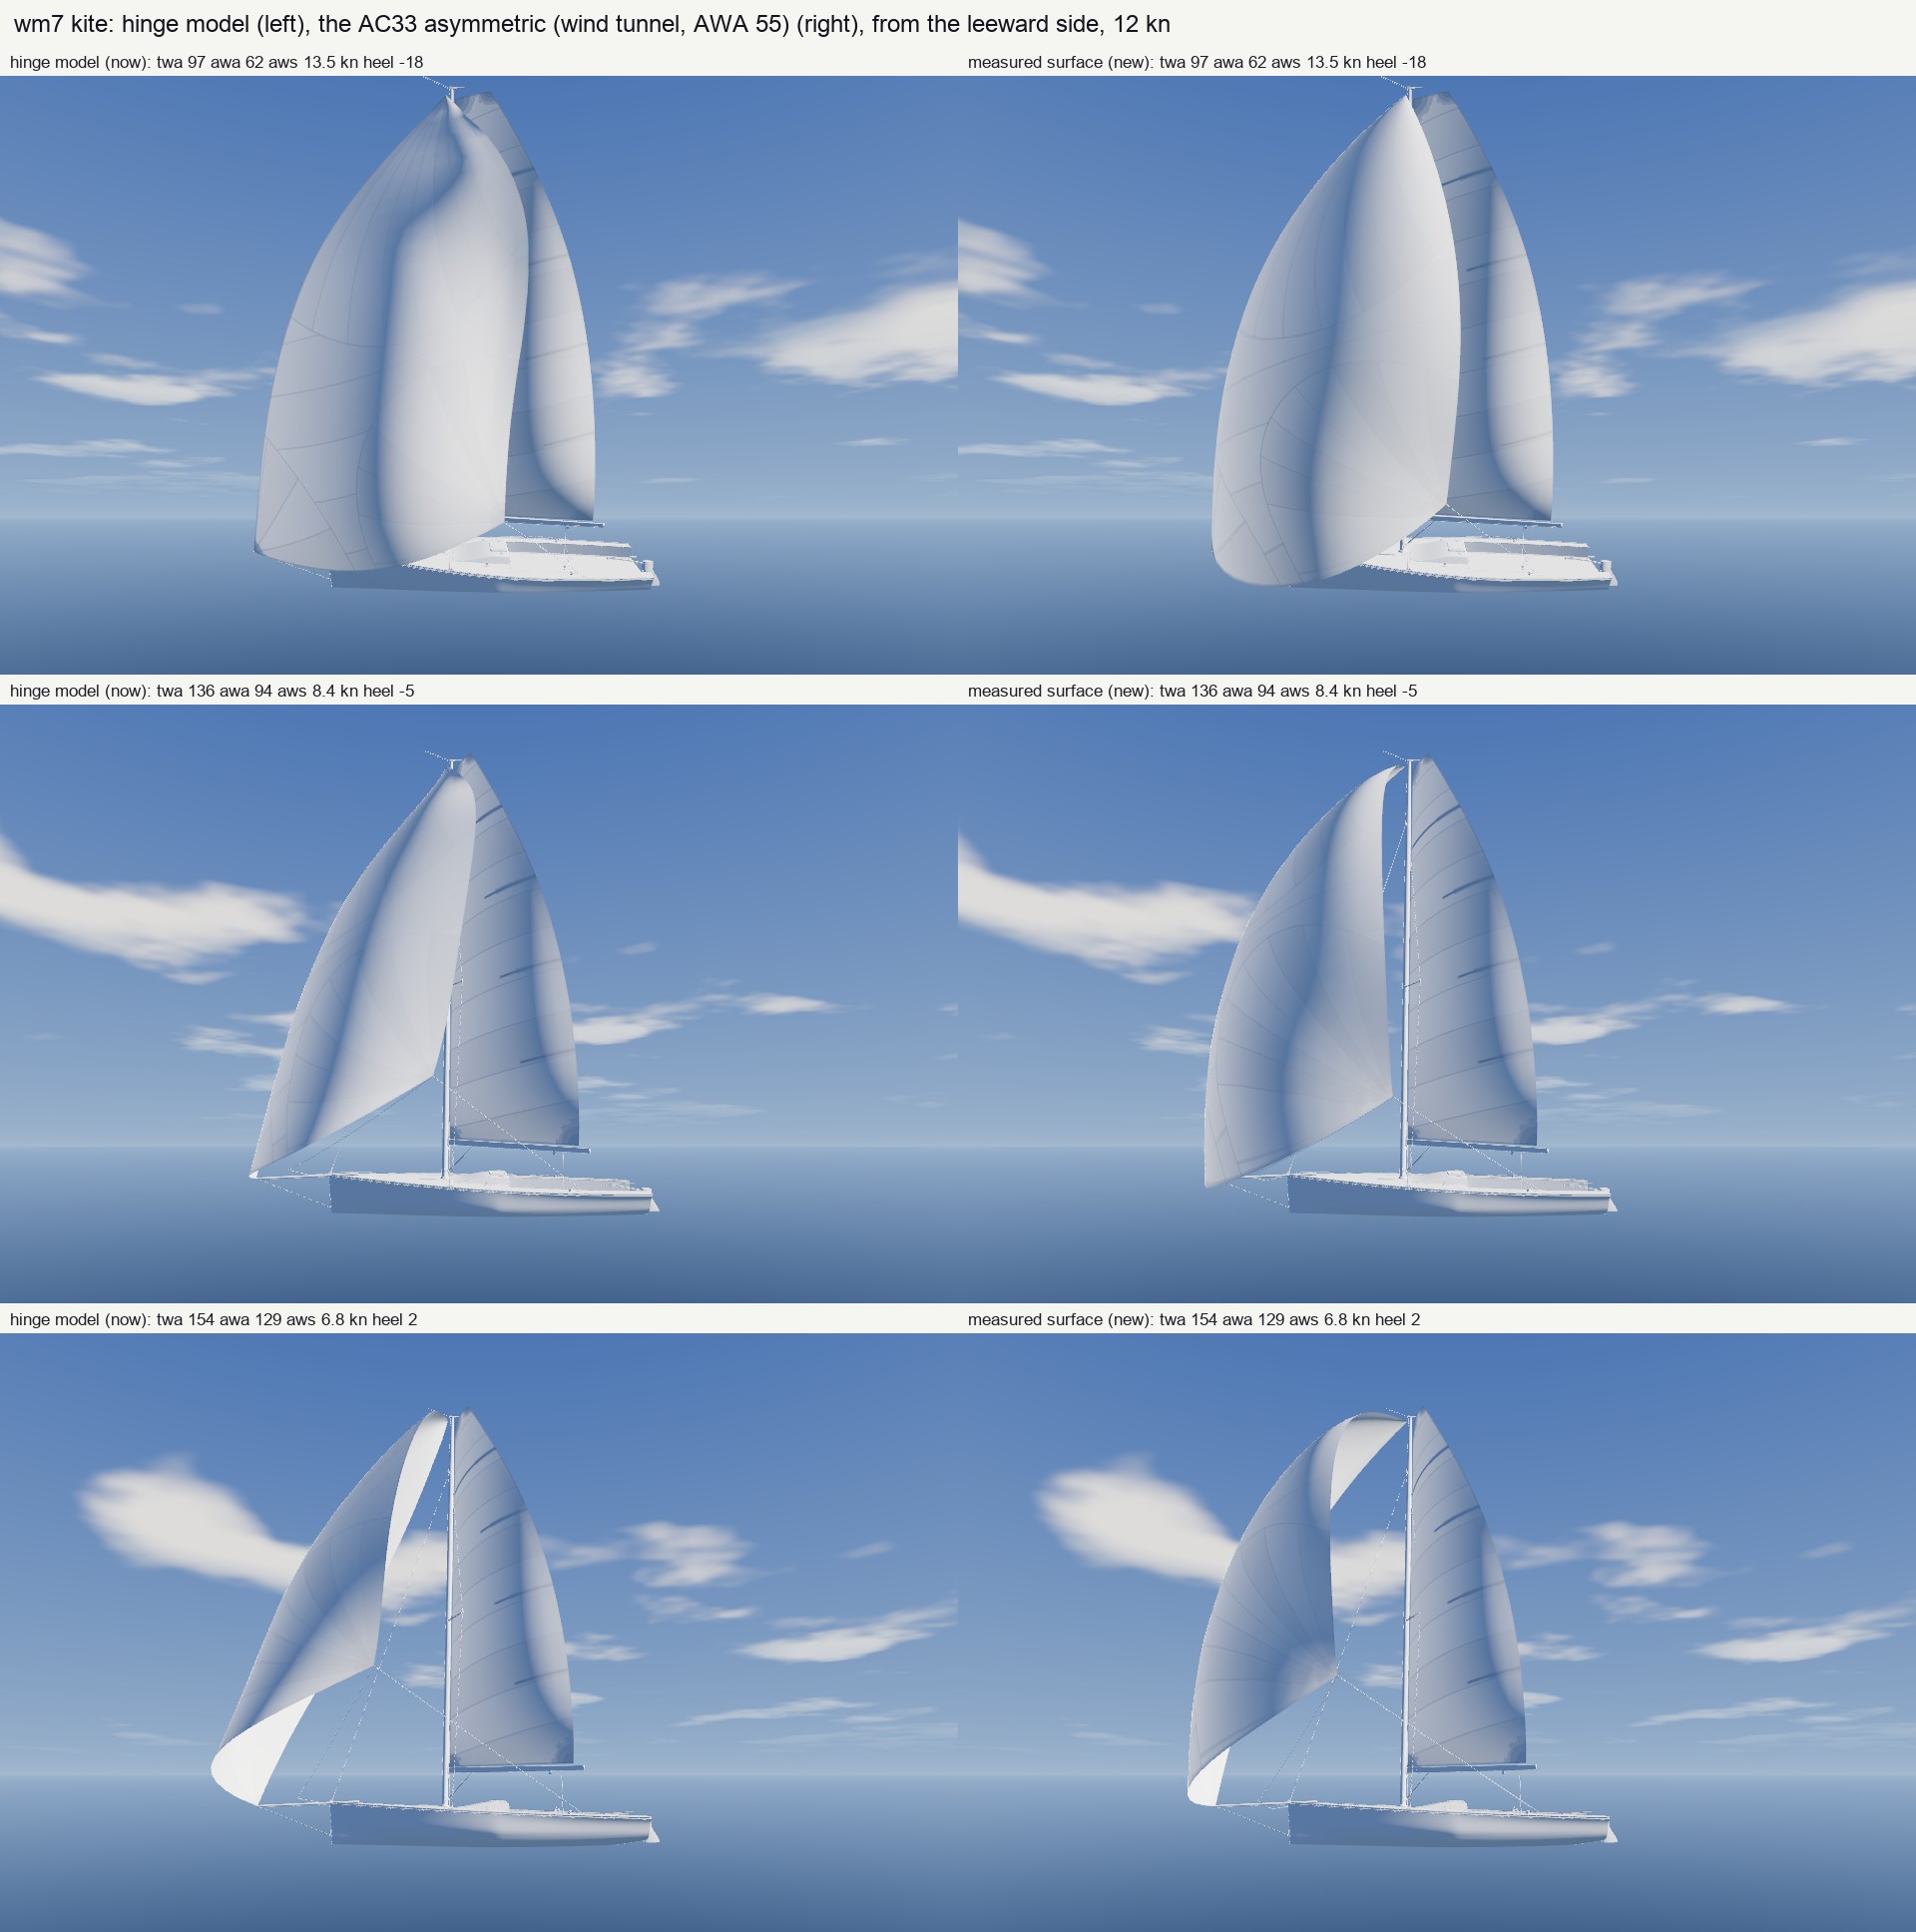 wm7 kite: hinge model (left), the AC33 asymmetric (wind tunnel, AWA 55) (right), from the leeward side, 12 kn
hinge model (now): twa 97 awa 62 aws 13.5 kn heel -18
measured surface (new): twa 97 awa 62 aws 13.5 kn heel -18
hinge model (now): twa 136 awa 94 aws 8.4 kn heel -5
measured surface (new): twa 136 awa 94 aws 8.4 kn heel -5
hinge model (now): twa 154 awa 129 aws 6.8 kn heel 2
measured surface (new): twa 154 awa 129 aws 6.8 kn heel 2